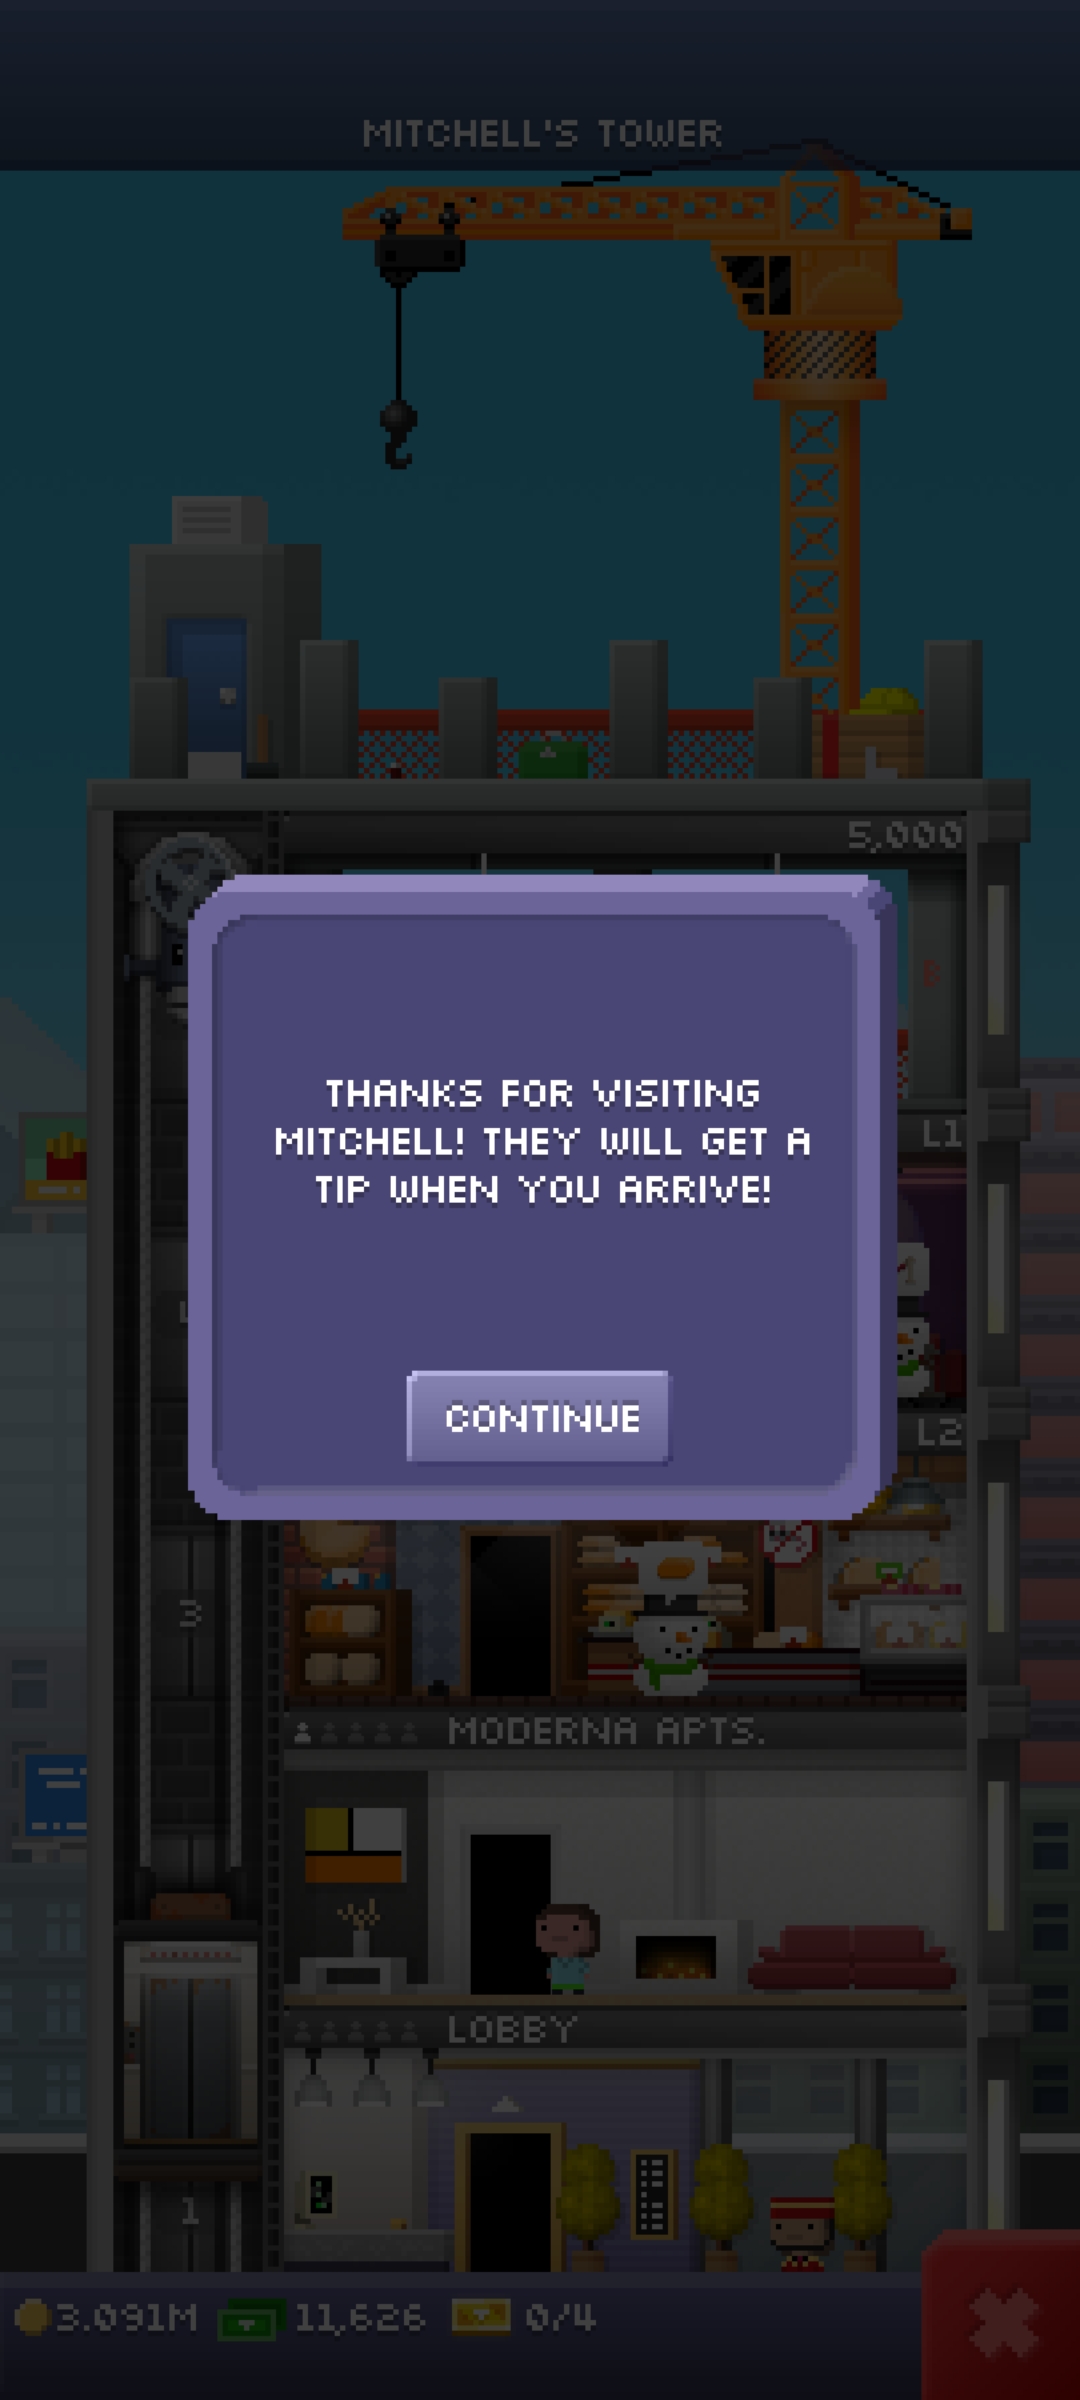 MITCHELL'S TOWER
5,000
THANKS FOR VISITING
MITCHELL! THEY WILL GET A
TIP WHEN YOU ARRIVE!
CONTINUE
L1
L2
3
MODERNA APTS.
LOBBY
1
3.091M 11,626 0/4